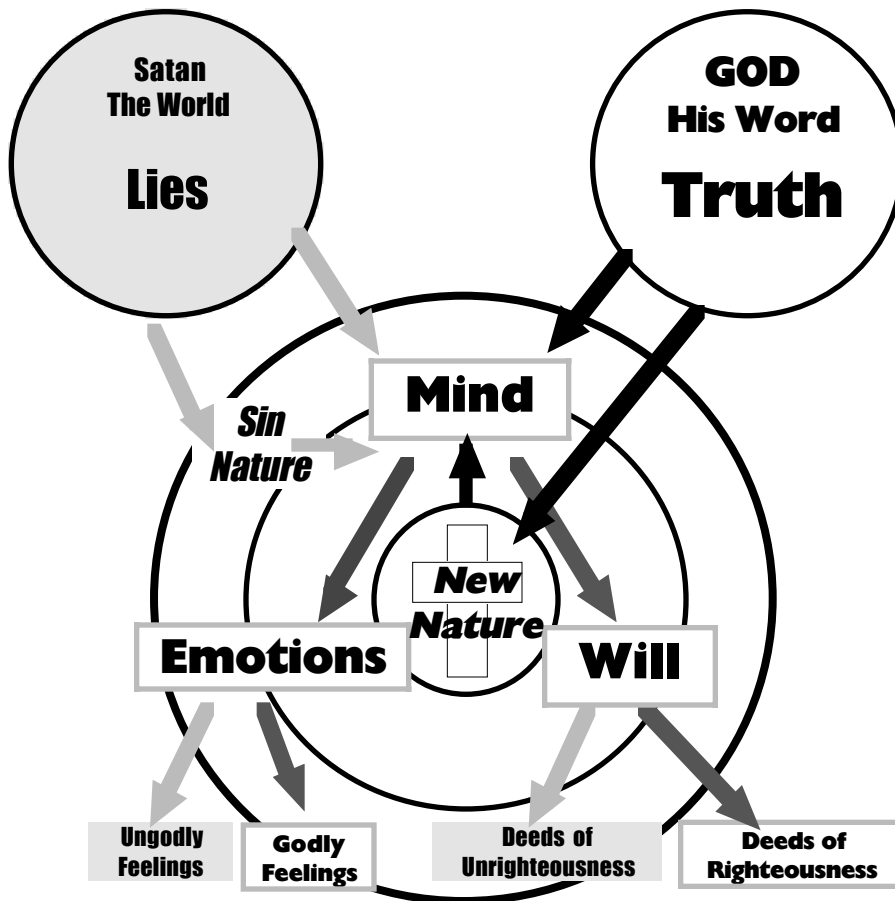 Satan
The World
Lies
GOD
His Word
Truth
Mind
Sin
Nature
New
Nature
Emotions
Will
Ungodly
Feelings
Godly
Feelings
Deeds of
Unrighteousness
Deeds of
Righteousness